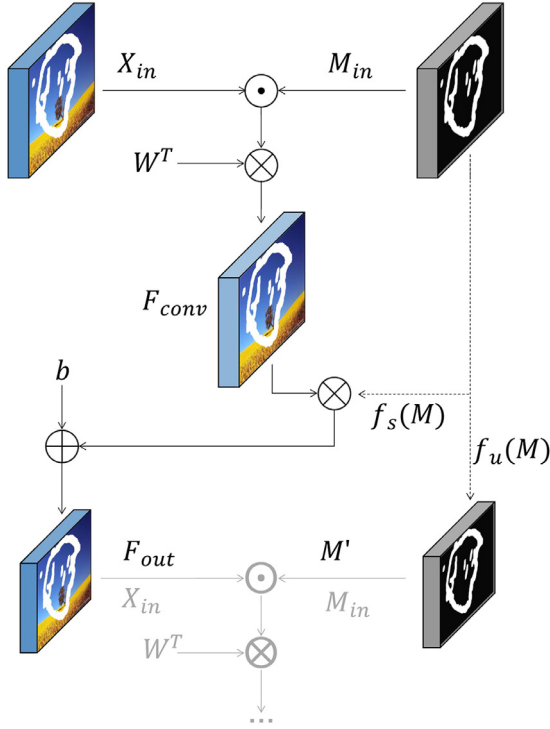 X_in
M_in
W^T
F_conv
b
f_s(M)
f_u(M)
F_out
M'
X_in
M_in
W^T
...